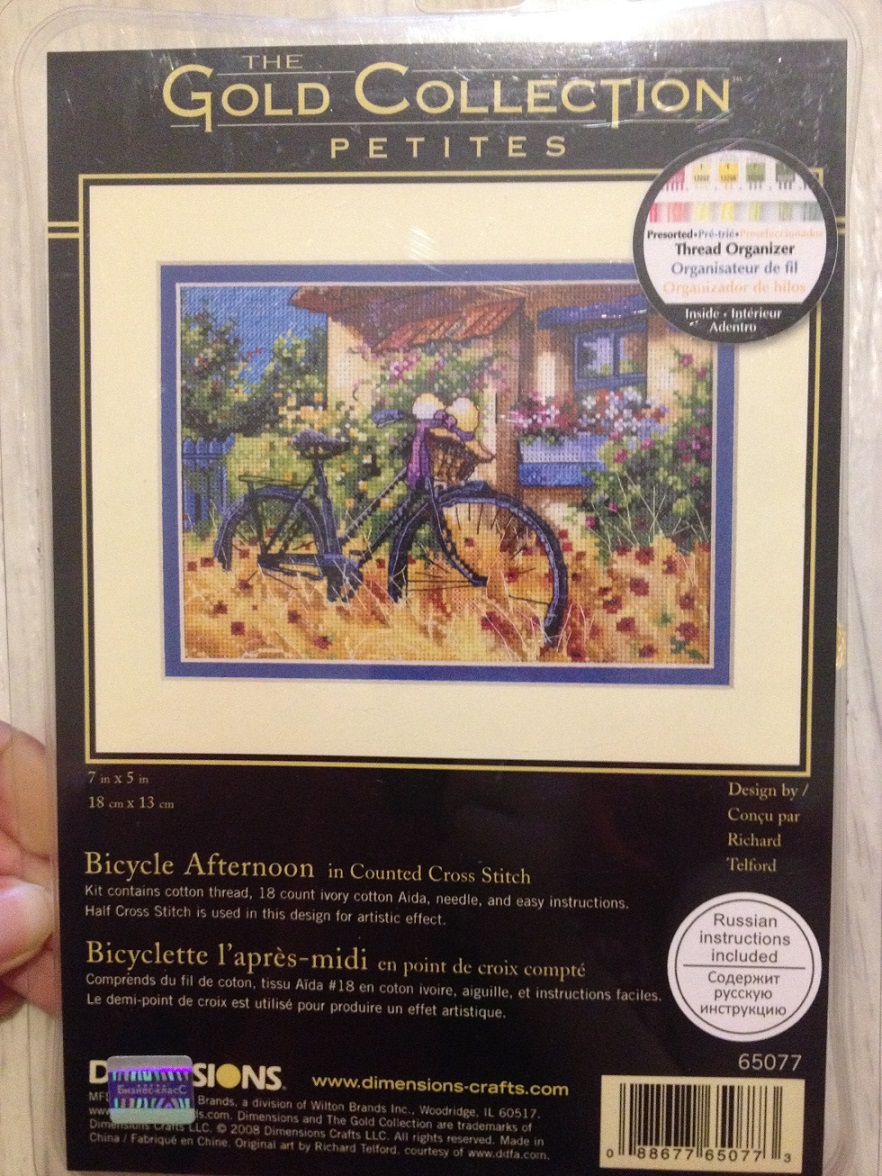 THE
GOLD COLLECTION™
PETITES
Presorted•Pré-trié•Preseleccionados
Thread Organizer
Organisateur de fil
Organizador de hilos
Inside • Intérieur
Adentro
7 in x 5 in
18 cm x 13 cm
Design by /
Conçu par
Richard
Telford
Bicycle Afternoon in Counted Cross Stitch
Kit contains cotton thread, 18 count ivory cotton Aida, needle, and easy instructions.
Half Cross Stitch is used in this design for artistic effect.
Bicyclette l'après-midi en point de croix compté
Comprends du fil de coton, tissu Aïda #18 en coton ivoire, aiguille, et instructions faciles.
Le demi-point de croix est utilisé pour produire un effet artistique.
Russian
instructions
included
Содержит
русскую
инструкцию
65077
www.dimensions-crafts.com
БизнесКласС
Brands, a division of Wilton Brands Inc., Woodridge, IL 60517.
Dimensions and The Gold Collection are trademarks of
Dimensions Crafts LLC. © 2008 Dimensions Crafts LLC. All rights reserved. Made in
China / Fabriqué en Chine. Original art by Richard Telford. courtesy of www.ddfa.com.
0 88677 65077 3